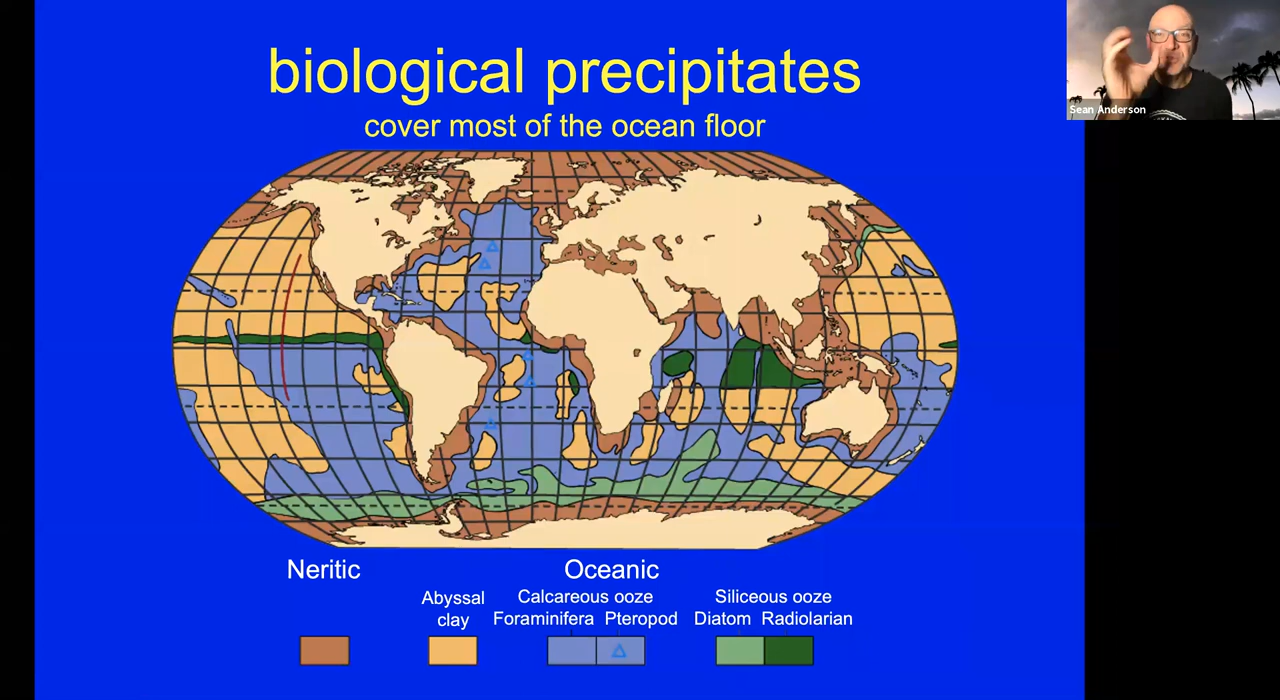 biological precipitates
cover most of the ocean floor
Sean Anderson
Neritic
Oceanic
Abyssal
clay
Calcareous ooze
Foraminifera Pteropod
Siliceous ooze
Diatom Radiolarian